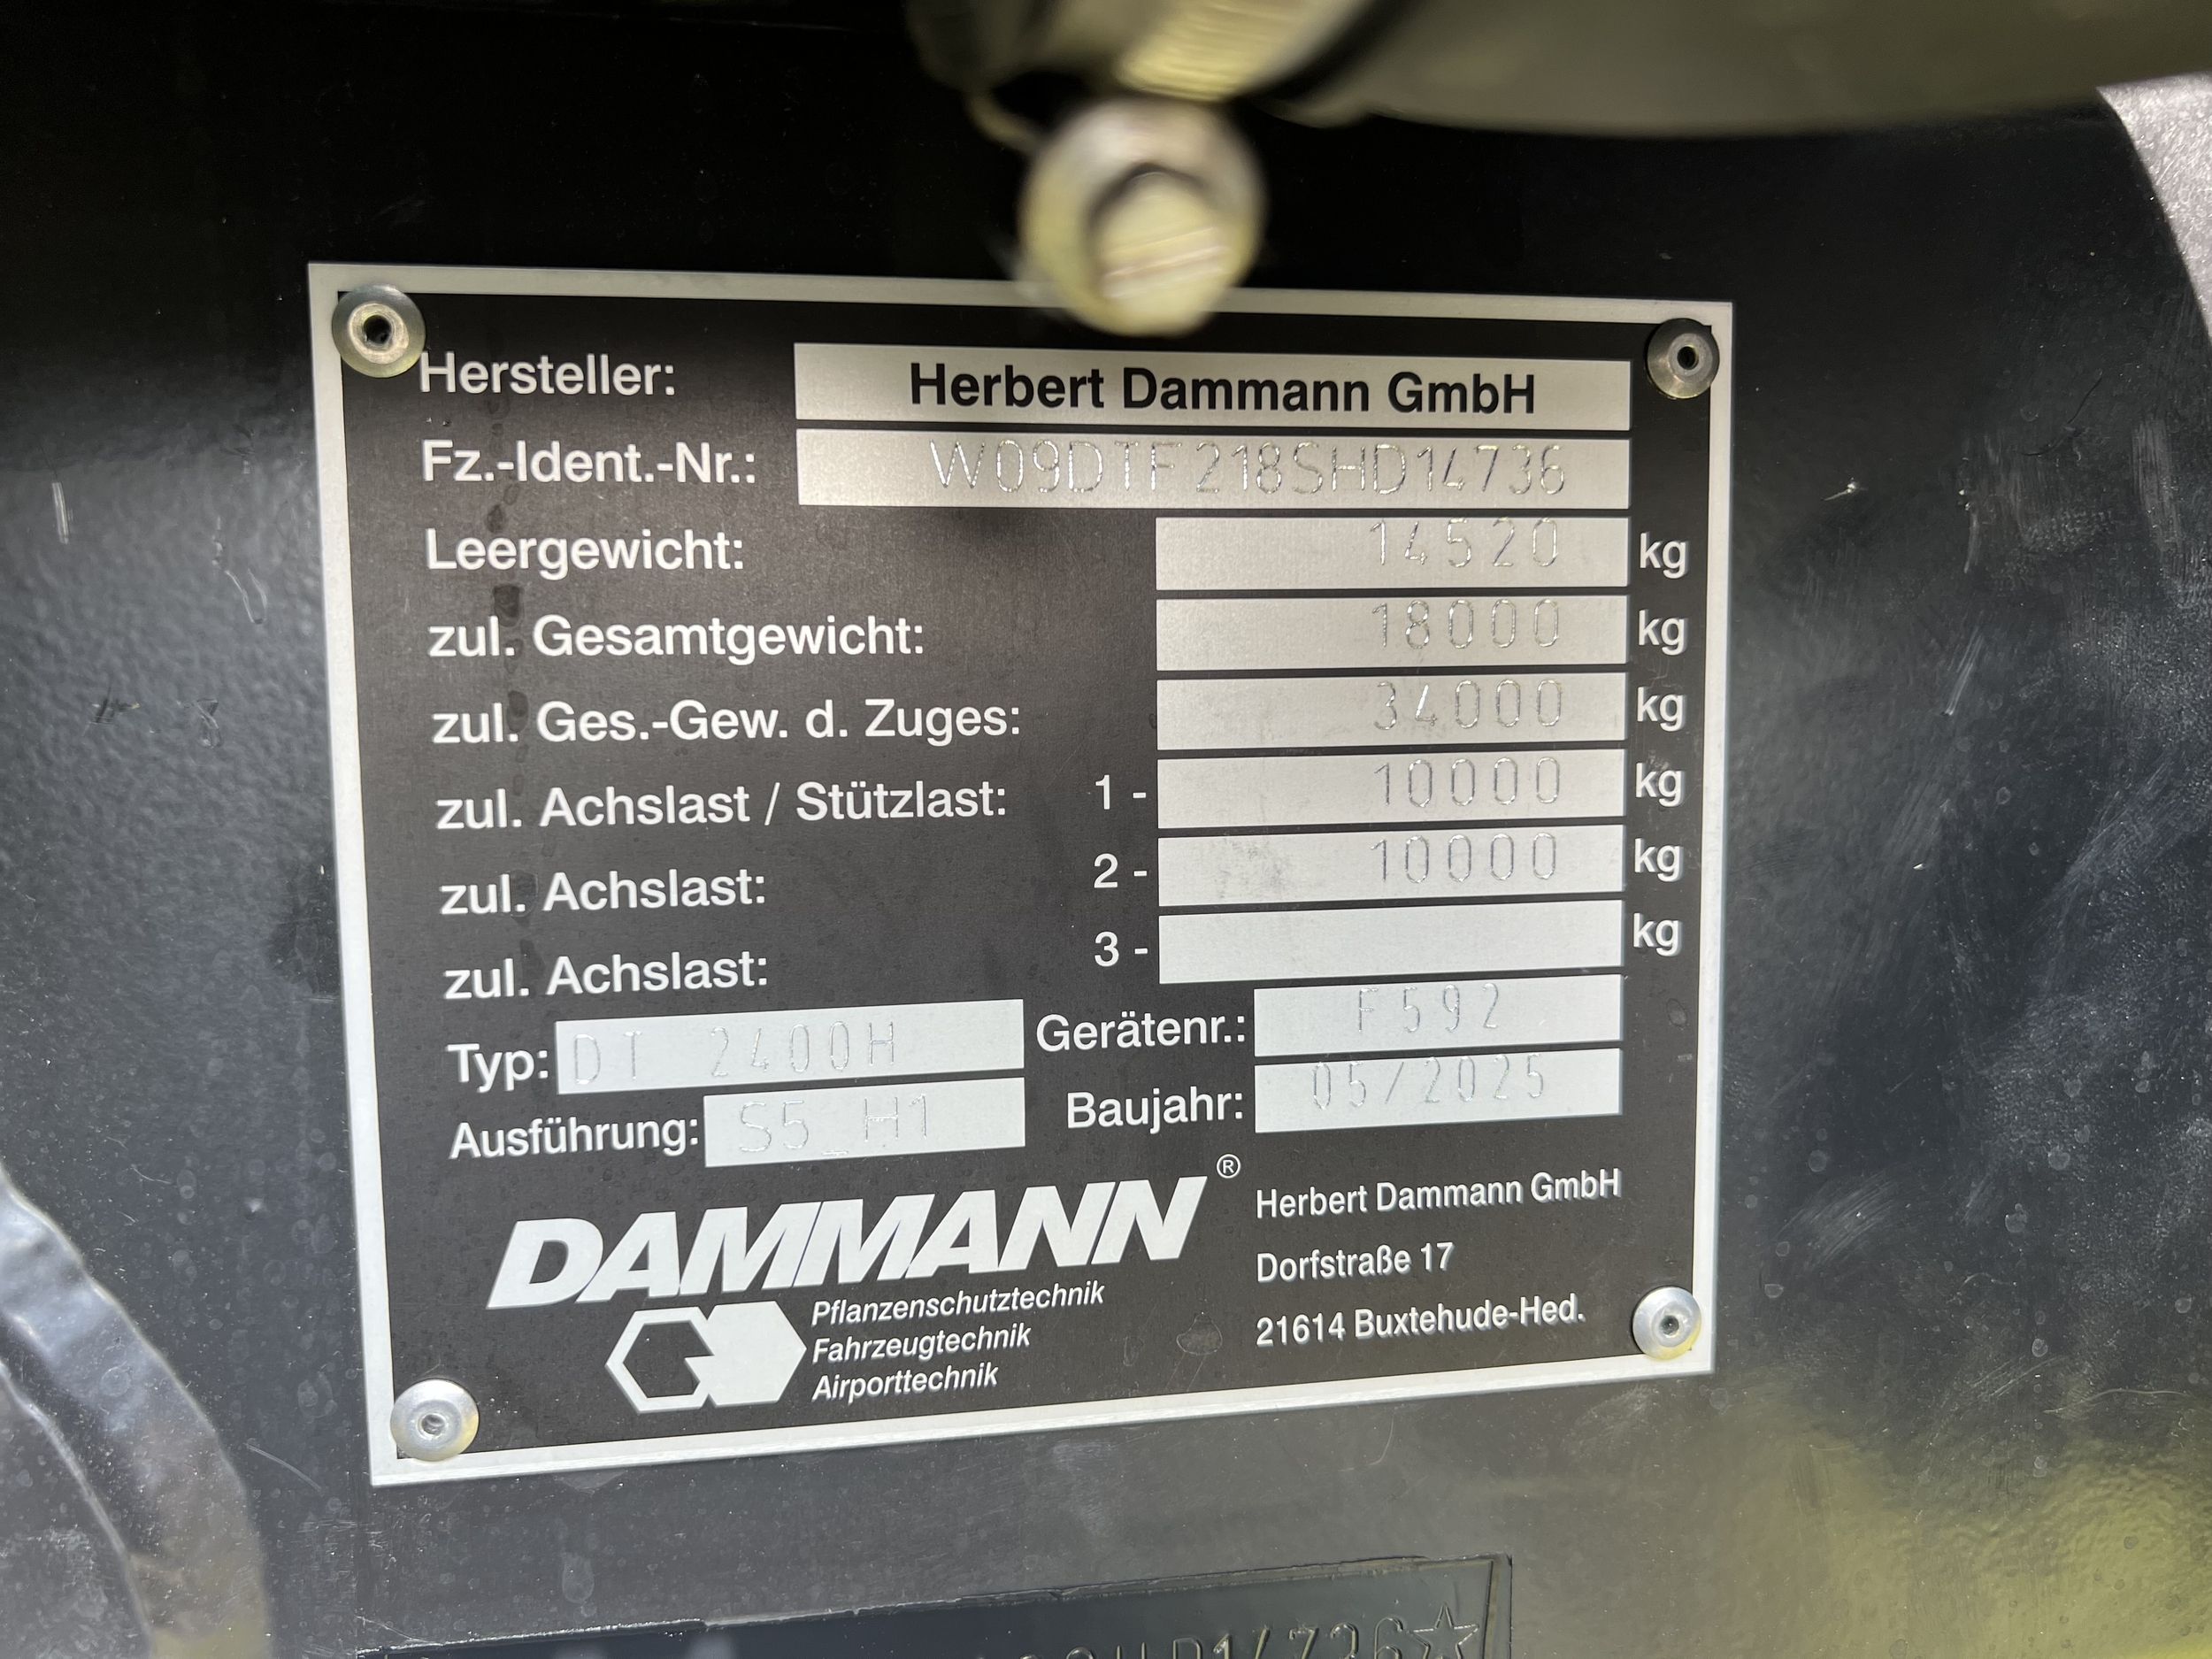 Hersteller: Herbert Dammann GmbH
Fz.-Ident.-Nr.: W09DTF218SHD14736
Leergewicht: 14520 kg
zul. Gesamtgewicht: 18000 kg
zul. Ges.-Gew. d. Zuges: 34000 kg
zul. Achslast / Stützlast: 1 - 10000 kg
zul. Achslast: 2 - 10000 kg
zul. Achslast: 3 - kg
Typ: DT 2400H Gerätenr.: F592
Ausführung: S5_H1 Baujahr: 05/2025
DAMMANN®
Pflanzenschutztechnik
Fahrzeugtechnik
Airporttechnik
Herbert Dammann GmbH
Dorfstraße 17
21614 Buxtehude-Hed.